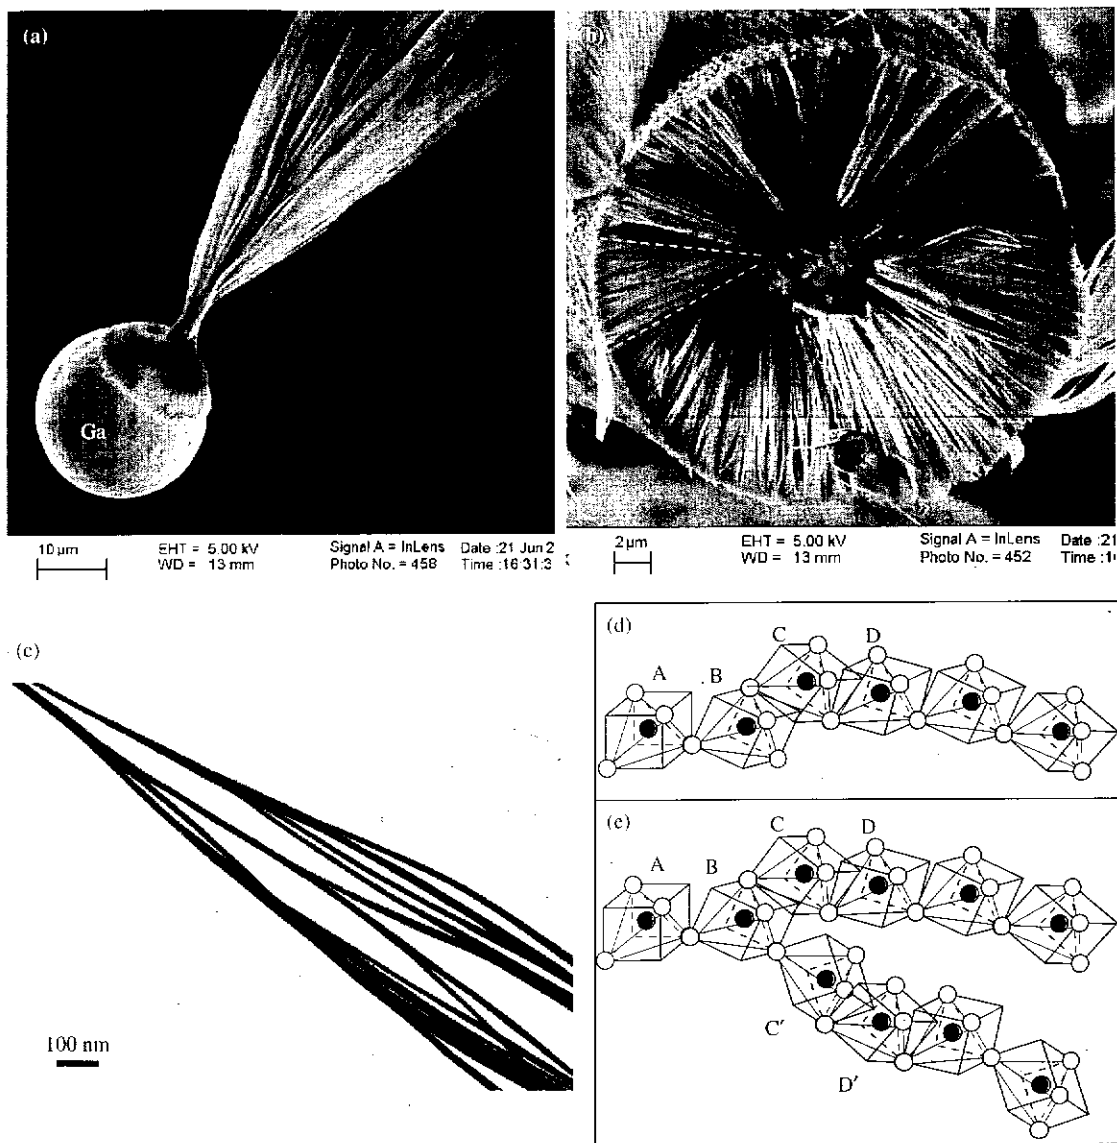 (a)
Ga
10 µm
EHT = 5.00 kV
WD = 13 mm
Signal A = InLens
Photo No. = 458
Date :21 Jun 2
Time :16:31:3
(b)
2 µm
EHT = 5.00 kV
WD = 13 mm
Signal A = InLens
Photo No. = 452
Date :21
(c)
100 nm
(d)
A
B
C
D
(e)
A
B
C
D
C′
D′